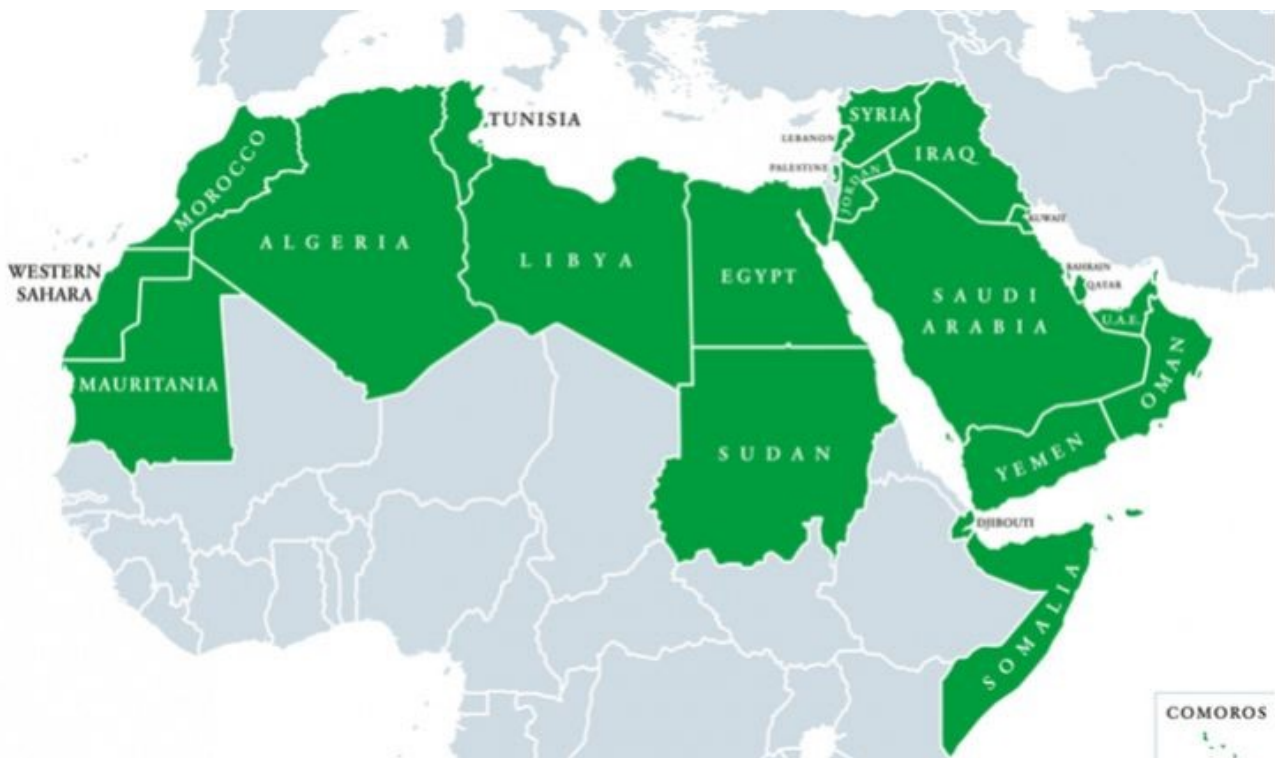 TUNISIA
SYRIA
LEBANON
IRAQ
PALESTINE
JORDAN
MOROCCO
KUWAIT
ALGERIA
LIBYA
EGYPT
WESTERN
SAHARA
BAHRAIN
QATAR
SAUDI
ARABIA
U.A.E.
OMAN
MAURITANIA
SUDAN
YEMEN
DJIBOUTI
SOMALIA
COMOROS